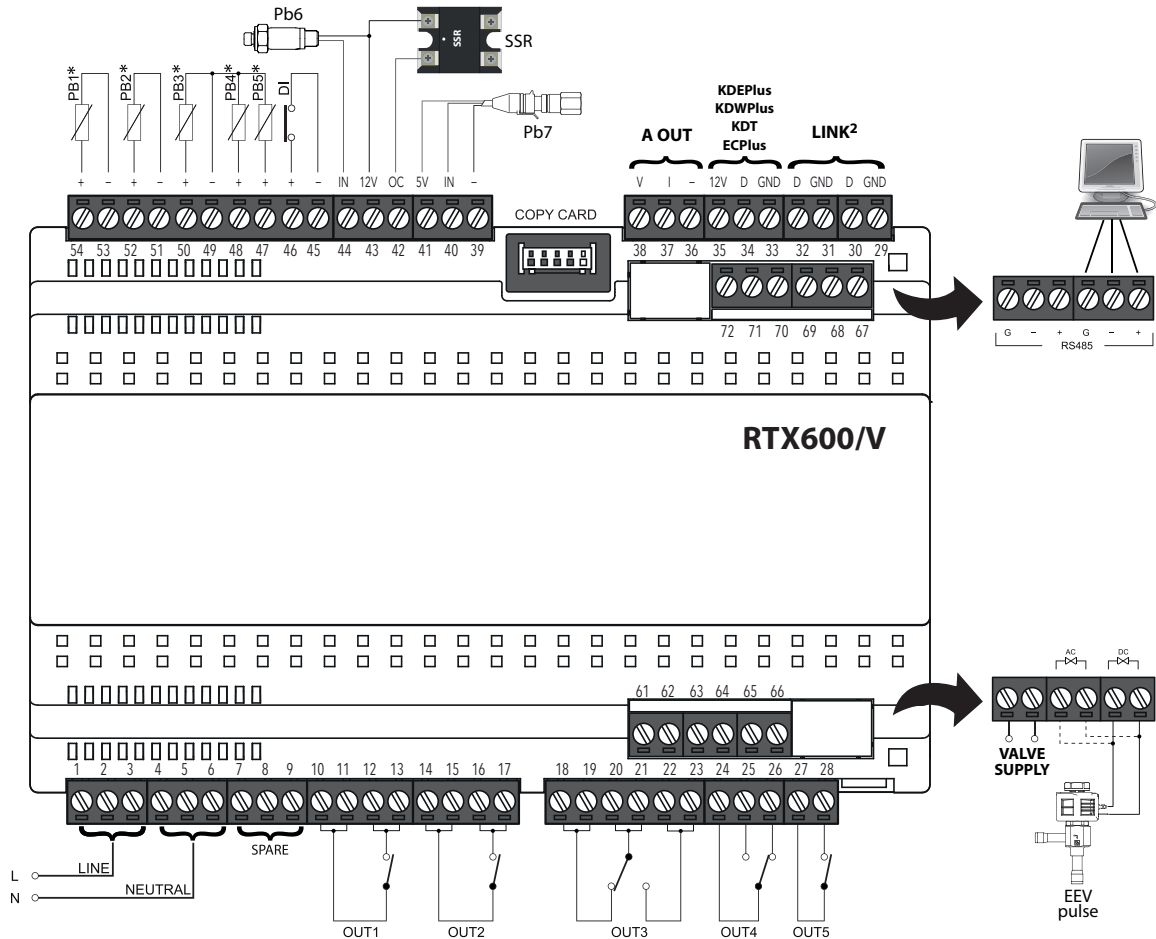 Pb6
SSR
SSR
PB1* PB2* PB3* PB4* PB5* DI
Pb7
KDEPlus
KDWPlus
KDT
ECPlus
A OUT
LINK²
+ – + – + – + + + – IN 12V OC 5V IN –
V I – 12V D GND D GND D GND
COPY CARD
54 53 52 51 50 49 48 47 46 45 44 43 42 41 40 39
38 37 36 35 34 33 32 31 30 29
72 71 70 69 68 67
G – + G – +
RS485
RTX600/V
61 62 63 64 65 66
AC DC
VALVE
SUPPLY
1 2 3 4 5 6 7 8 9 10 11 12 13 14 15 16 17 18 19 20 21 22 23 24 25 26 27 28
SPARE
L LINE
N NEUTRAL
OUT1 OUT2 OUT3 OUT4 OUT5
EEV
pulse